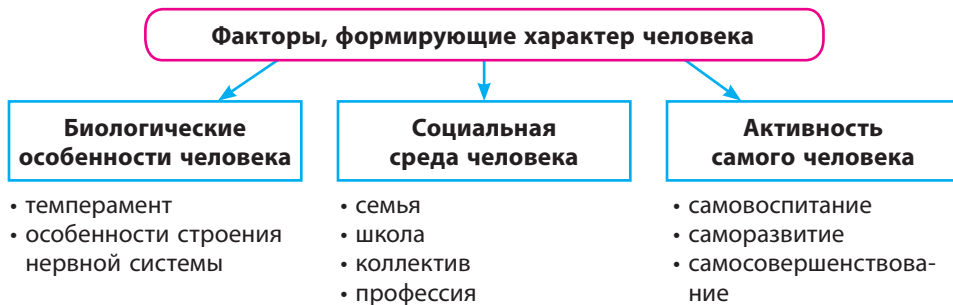 Факторы, формирующие характер человека
Биологические
особенности человека
• темперамент
• особенности строения
нервной системы
Социальная
среда человека
• семья
• школа
• коллектив
• профессия
Активность
самого человека
• самовоспитание
• саморазвитие
• самосовершенствова-
ние